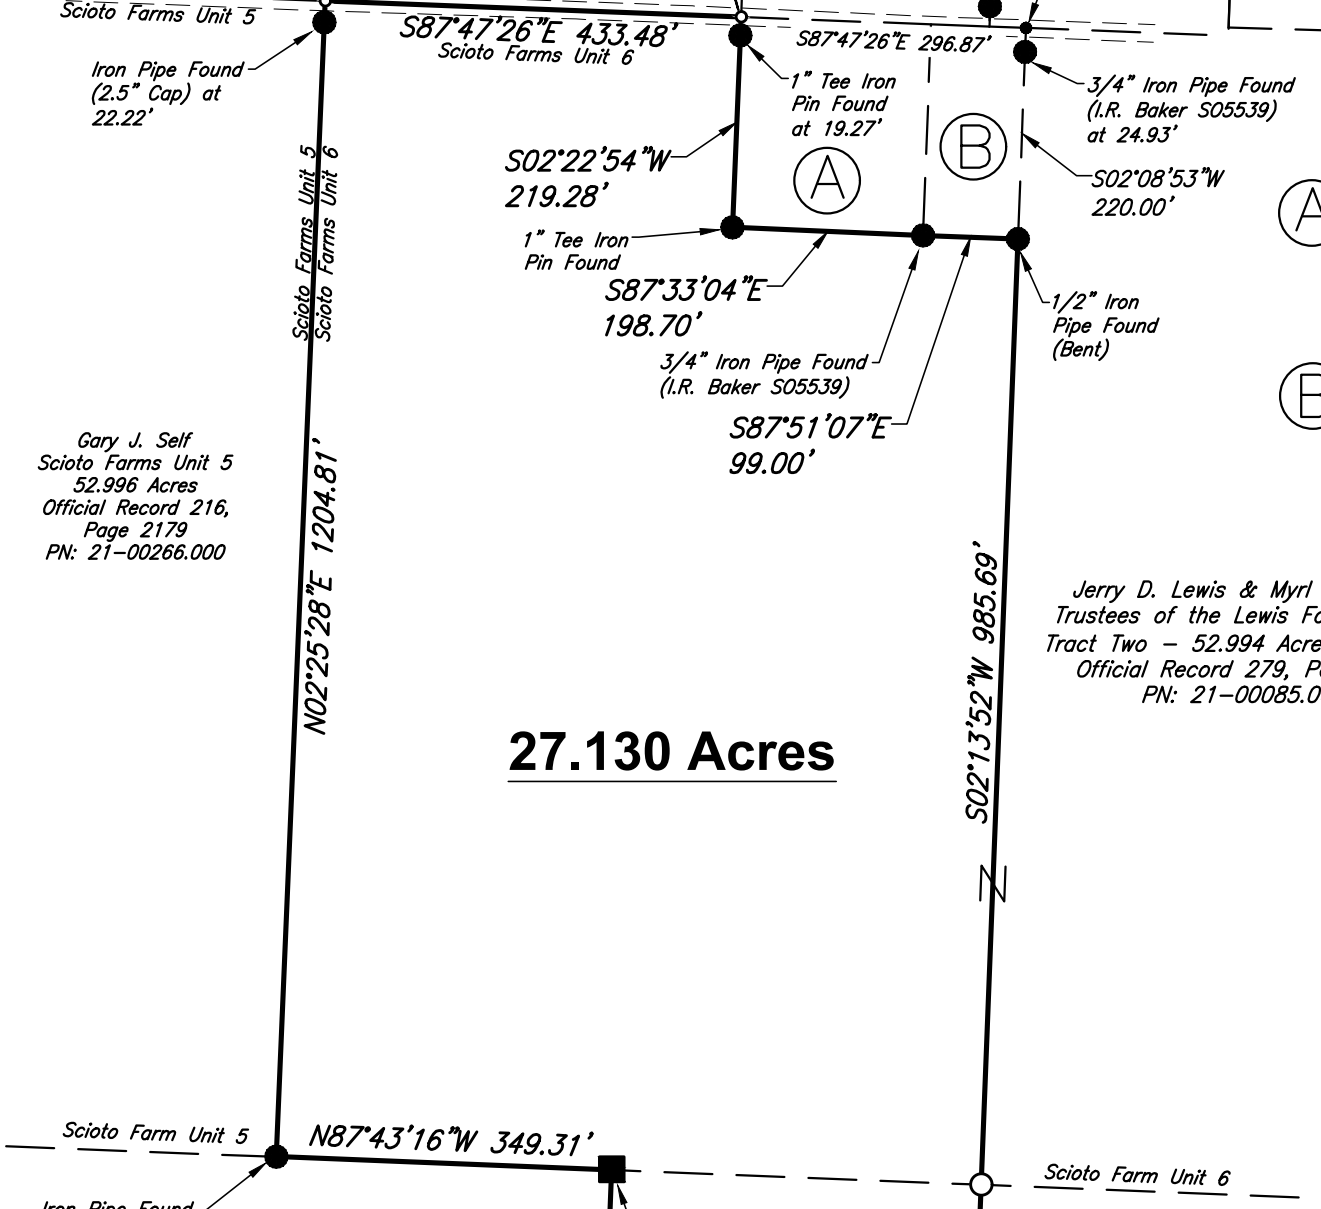 Scioto Farms Unit 5
S87°47'26"E 433.48'
Scioto Farms Unit 6
S87°47'26"E 296.87'
Iron Pipe Found
(2.5" Cap) at
22.22'
1" Tee Iron
Pin Found
at 19.27'
3/4" Iron Pipe Found
(I.R. Baker S05539)
at 24.93'
Scioto Farms Unit 5
Scioto Farms Unit 6
S02°22'54"W
219.28'
A
B
S02°08'53"W
220.00'
A
1" Tee Iron
Pin Found
S87°33'04"E
198.70'
1/2" Iron
Pipe Found
(Bent)
3/4" Iron Pipe Found
(I.R. Baker S05539)
B
S87°51'07"E
99.00'
Gary J. Self
Scioto Farms Unit 5
52.996 Acres
Official Record 216,
Page 2179
PN: 21-00266.000
N02°25'28"E 1204.81'
S02°13'52"W 985.69'
Jerry D. Lewis & Myrl
Trustees of the Lewis
Tract Two - 52.994 Acre
Official Record 279,
PN: 21-00085.0
27.130 Acres
Z
Scioto Farm Unit 5
N87°43'16"W 349.31'
Scioto Farm Unit 6
Iron Pipe Found